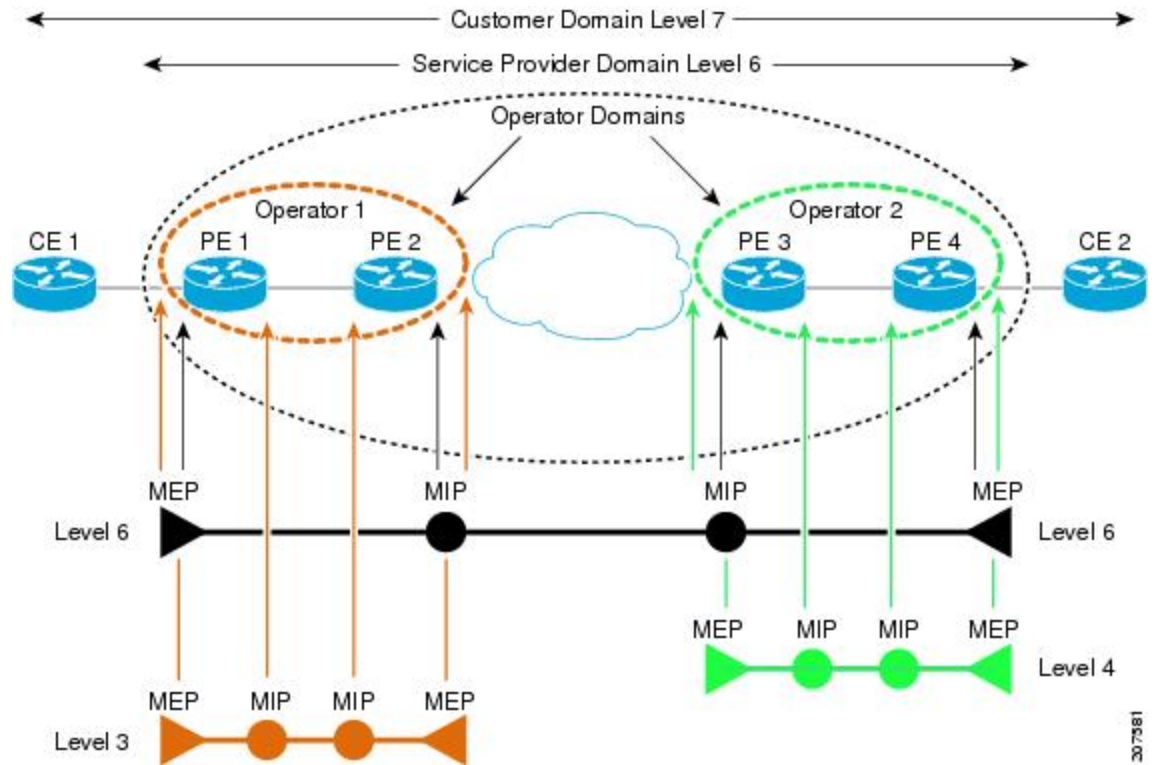 Customer Domain Level 7
Service Provider Domain Level 6
Operator Domains
Operator 1
Operator 2
CE 1
PE 1
PE 2
PE 3
PE 4
CE 2
MEP
MIP
MIP
MEP
Level 6
Level 6
MEP
MIP
MIP
MEP
Level 4
MEP
MIP
MIP
MEP
Level 3
207581